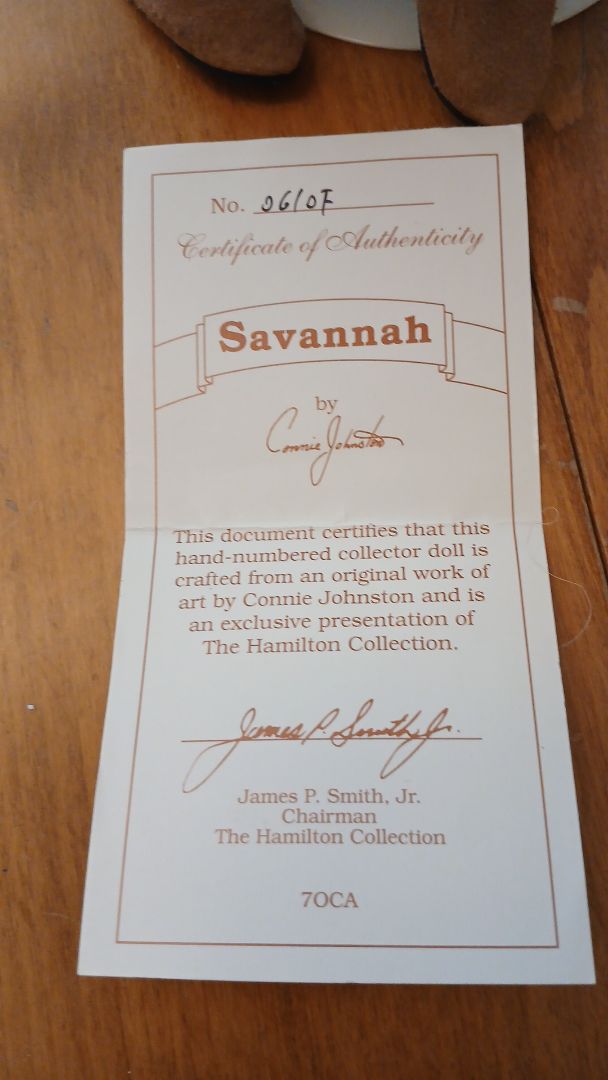 No. 0610F
Certificate of Authenticity
Savannah
by
Connie Johnston
This document certifies that this
hand-numbered collector doll is
crafted from an original work of
art by Connie Johnston and is
an exclusive presentation of
The Hamilton Collection.
James P. Smith, Jr.
James P. Smith, Jr.
Chairman
The Hamilton Collection
7OCA